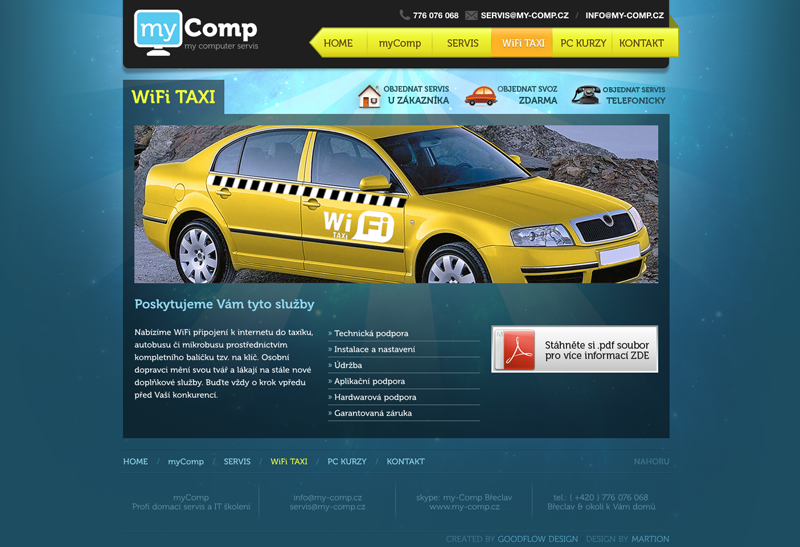 myComp
my computer servis
776 076 068 SERVIS@MY-COMP.CZ / INFO@MY-COMP.CZ
HOME myComp SERVIS WiFi TAXI PC KURZY KONTAKT
WiFi TAXI
OBJEDNAT SERVIS
U ZÁKAZNÍKA
OBJEDNAT SVOZ
ZDARMA
OBJEDNAT SERVIS
TELEFONICKY
Wi Fi
TAXi
Poskytujeme Vám tyto služby
Nabízíme WiFi připojení k internetu do taxíku,
autobusu či mikrobusu prostřednictvím
kompletního balíčku tzv. na klíč. Osobní
dopravci mění svou tvář a lákají na stále nové
doplňkové služby. Buďte vždy o krok vpředu
před Vaší konkurencí.
» Technická podpora
» Instalace a nastavení
» Údržba
» Aplikační podpora
» Hardwarová podpora
» Garantovaná záruka
Stáhněte si .pdf soubor
pro více informací ZDE
HOME / myComp / SERVIS / WiFi TAXI / PC KURZY / KONTAKT
NAHORU
myComp
Profi domácí servis a IT školení
info@my-comp.cz
servis@my-comp.cz
skype: my-Comp Břeclav
www.my-comp.cz
tel.: ( +420 ) 776 076 068
Břeclav & okolí k Vám domů
CREATED BY GOODFLOW DESIGN DESIGN BY MARTION